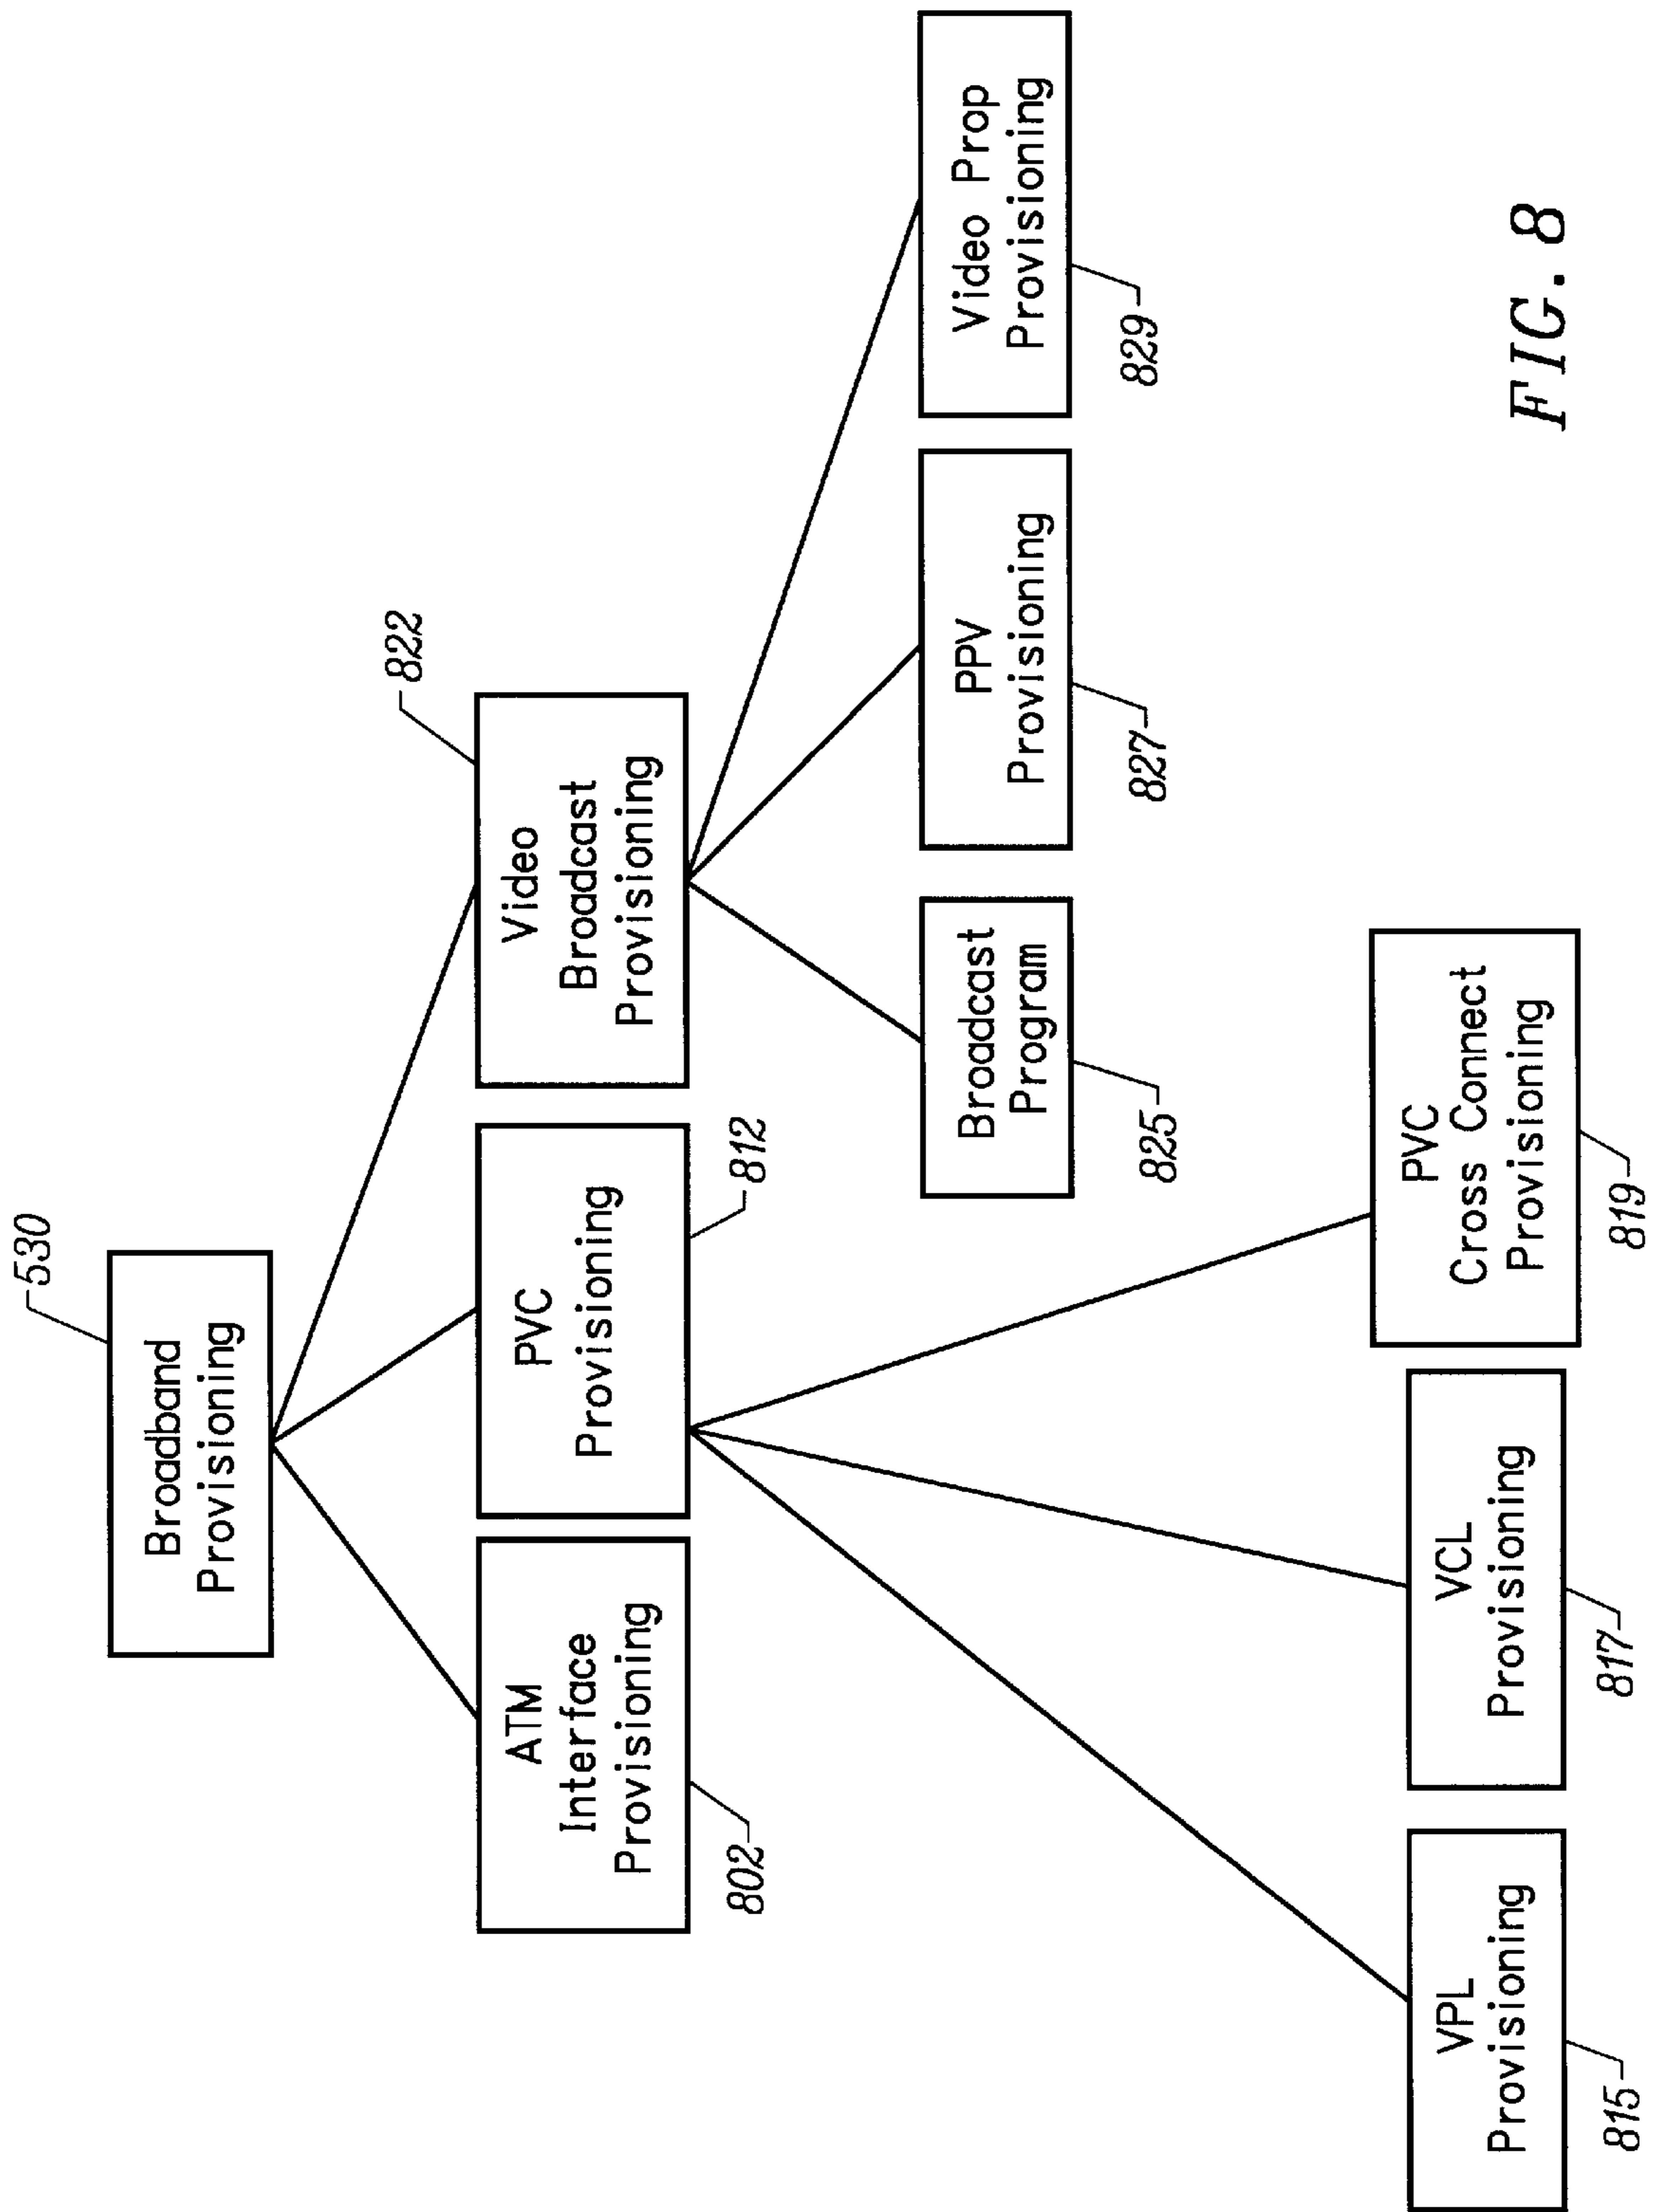 530
Broadband
Provisioning
ATM
Interface
Provisioning
802
PVC
Provisioning
812
Video
Broadcast
Provisioning
822
Broadcast
Program
825
PPV
Provisioning
827
Video Prop
Provisioning
829
VPL
Provisioning
815
VCL
Provisioning
817
PVC
Cross Connect
Provisioning
819
FIG. 8